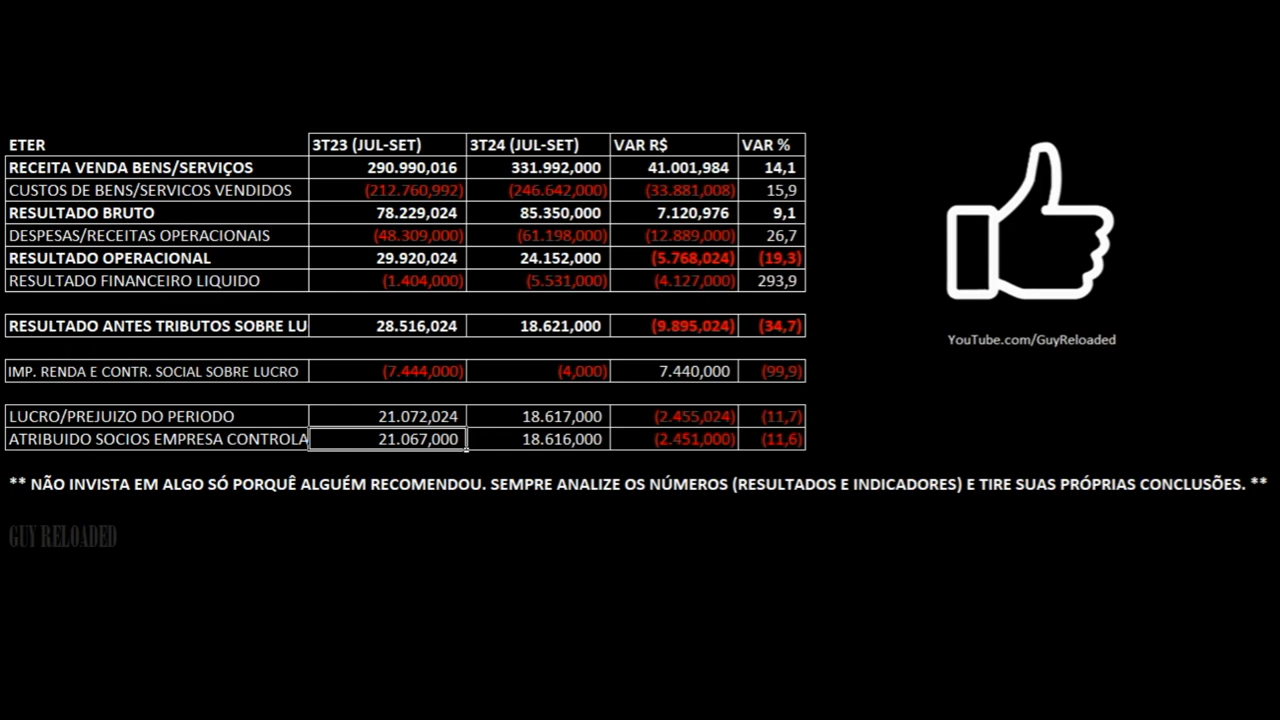 ETER 3T23 (JUL-SET) 3T24 (JUL-SET) VAR R$ VAR %
RECEITA VENDA BENS/SERVIÇOS 290.990,016 331.992,000 41.001,984 14,1
CUSTOS DE BENS/SERVICOS VENDIDOS (212.760,992) (246.642,000) (33.881,008) 15,9
RESULTADO BRUTO 78.229,024 85.350,000 7.120,976 9,1
DESPESAS/RECEITAS OPERACIONAIS (48.309,000) (61.198,000) (12.889,000) 26,7
RESULTADO OPERACIONAL 29.920,024 24.152,000 (5.768,024) (19,3)
RESULTADO FINANCEIRO LIQUIDO (1.404,000) (5.531,000) (4.127,000) 293,9
RESULTADO ANTES TRIBUTOS SOBRE LU 28.516,024 18.621,000 (9.895,024) (34,7)
IMP. RENDA E CONTR. SOCIAL SOBRE LUCRO (7.444,000) (4,000) 7.440,000 (99,9)
LUCRO/PREJUIZO DO PERIODO 21.072,024 18.617,000 (2.455,024) (11,7)
ATRIBUIDO SOCIOS EMPRESA CONTROLA 21.067,000 18.616,000 (2.451,000) (11,6)
YouTube.com/GuyReloaded
** NÃO INVISTA EM ALGO SÓ PORQUÊ ALGUÉM RECOMENDOU. SEMPRE ANALIZE OS NÚMEROS (RESULTADOS E INDICADORES) E TIRE SUAS PRÓPRIAS CONCLUSÕES. **
GUY RELOADED